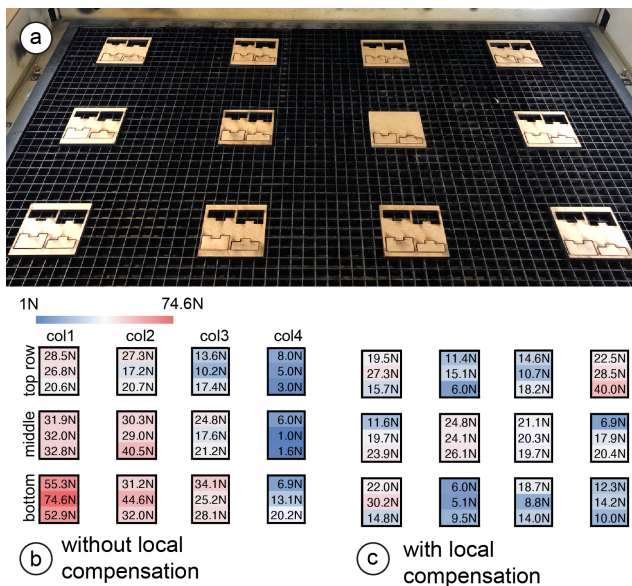 a
1N 74.6N
col1 col2 col3 col4
top row
28.5N 27.3N 13.6N 8.0N 19.5N 11.4N 14.6N 22.5N
26.8N 17.2N 10.2N 5.0N 27.3N 15.1N 10.7N 28.5N
20.6N 20.7N 17.4N 3.0N 15.7N 6.0N 18.2N 40.0N
middle
31.9N 30.3N 24.8N 6.0N 11.6N 24.8N 21.1N 6.9N
32.0N 29.0N 17.6N 1.0N 19.7N 24.1N 20.3N 17.9N
32.8N 40.5N 21.2N 1.6N 23.9N 26.1N 19.7N 20.4N
bottom
55.3N 31.2N 34.1N 6.9N 22.0N 6.0N 18.7N 12.3N
74.6N 44.6N 25.2N 13.1N 30.2N 5.1N 8.8N 14.2N
52.9N 32.0N 28.1N 20.2N 14.8N 9.5N 14.0N 10.0N
b without local
compensation
c with local
compensation